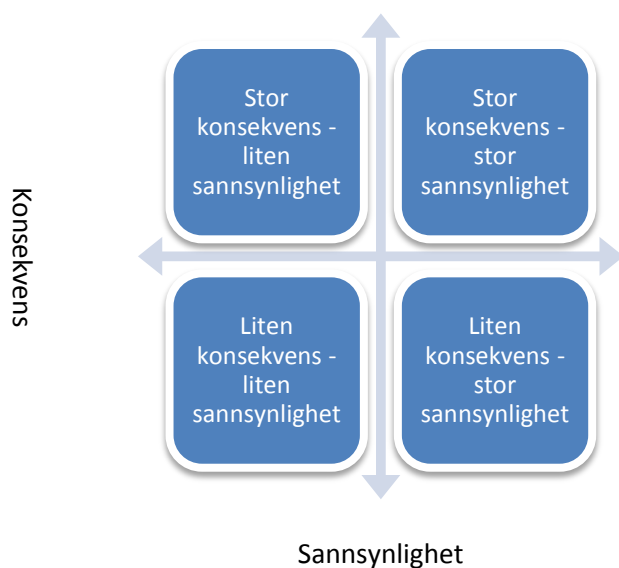 Stor
konsekvens -
liten
sannsynlighet
Stor
konsekvens -
stor
sannsynlighet
Konsekvens
Liten
konsekvens -
liten
sannsynlighet
Liten
konsekvens -
stor
sannsynlighet
Sannsynlighet